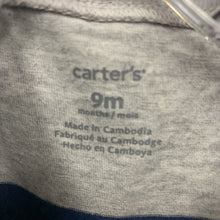 carter's®
9m
months / mois
Made in Cambodia
Fabriqué au Cambodge
Hecho en Camboya